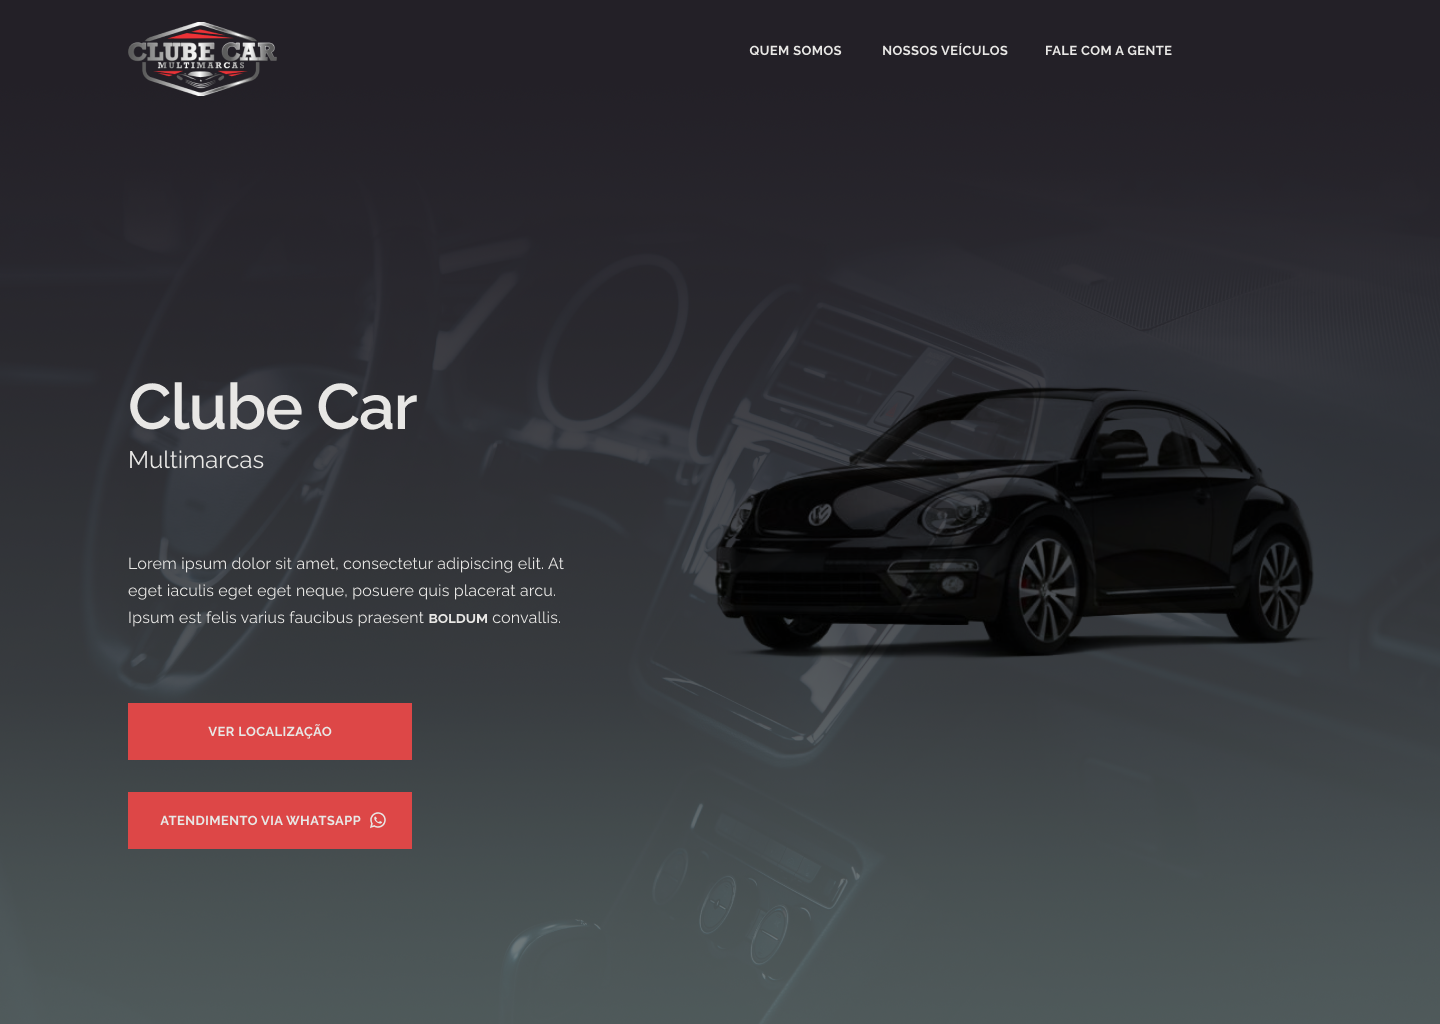 CLUBE CAR
MULTIMARCAS
QUEM SOMOS NOSSOS VEÍCULOS FALE COM A GENTE
Clube Car
Multimarcas
Lorem ipsum dolor sit amet, consectetur adipiscing elit. At
eget iaculis eget eget neque, posuere quis placerat arcu.
Ipsum est felis varius faucibus praesent BOLDUM convallis.
VER LOCALIZAÇÃO
ATENDIMENTO VIA WHATSAPP